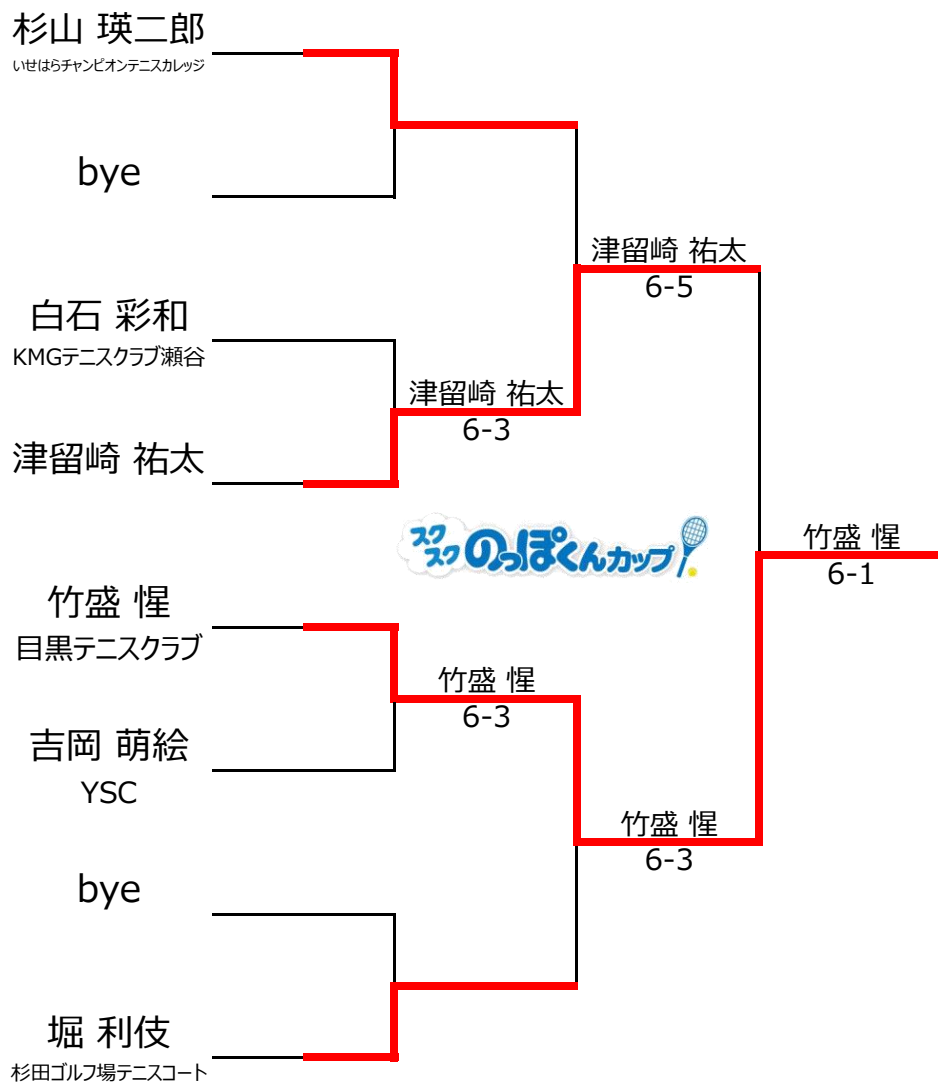 杉山 瑛二郎
いせはらチャンピオンテニスカレッジ
bye
津留崎 祐太
6-5
白石 彩和
KMGテニスクラブ瀬谷
津留崎 祐太
6-3
津留崎 祐太
スクスク のっぽくんカップ
竹盛 惺
6-1
竹盛 惺
目黒テニスクラブ
竹盛 惺
6-3
吉岡 萌絵
YSC
竹盛 惺
6-3
bye
堀 利伎
杉田ゴルフ場テニスコート